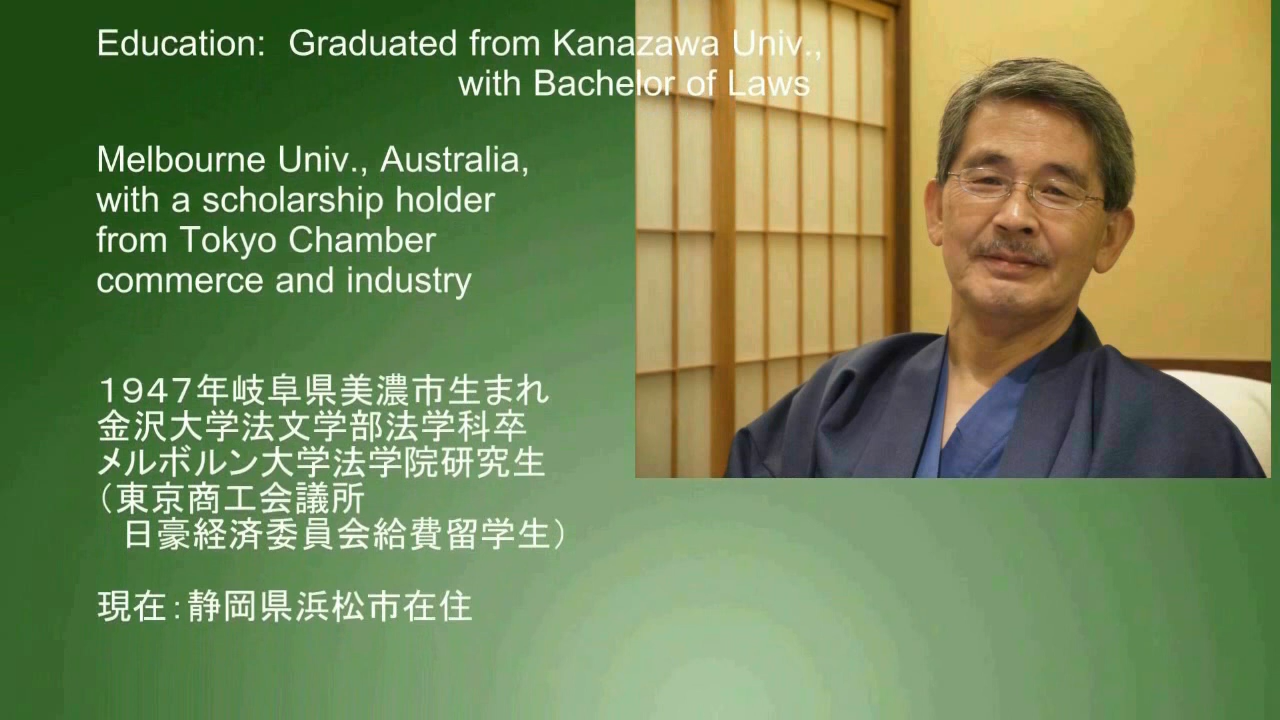 Education:  Graduated from Kanazawa Univ.,
with Bachelor of Laws
Melbourne Univ., Australia,
with a scholarship holder
from Tokyo Chamber
commerce and industry
１９４７年岐阜県美濃市生まれ
金沢大学法文学部法学科卒
メルボルン大学法学院研究生
（東京商工会議所
　日豪経済委員会給費留学生）
現在：静岡県浜松市在住